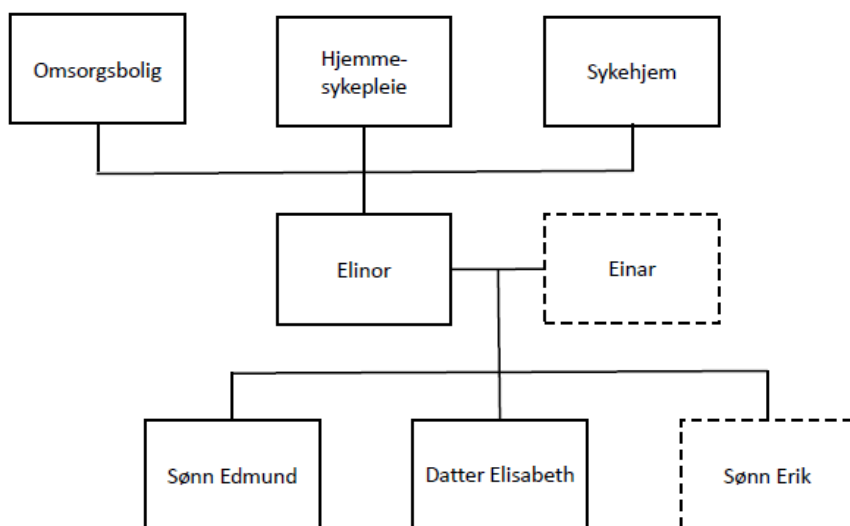 Omsorgsbolig
Hjemme-
sykepleie
Sykehjem
Elinor
Einar
Sønn Edmund
Datter Elisabeth
Sønn Erik